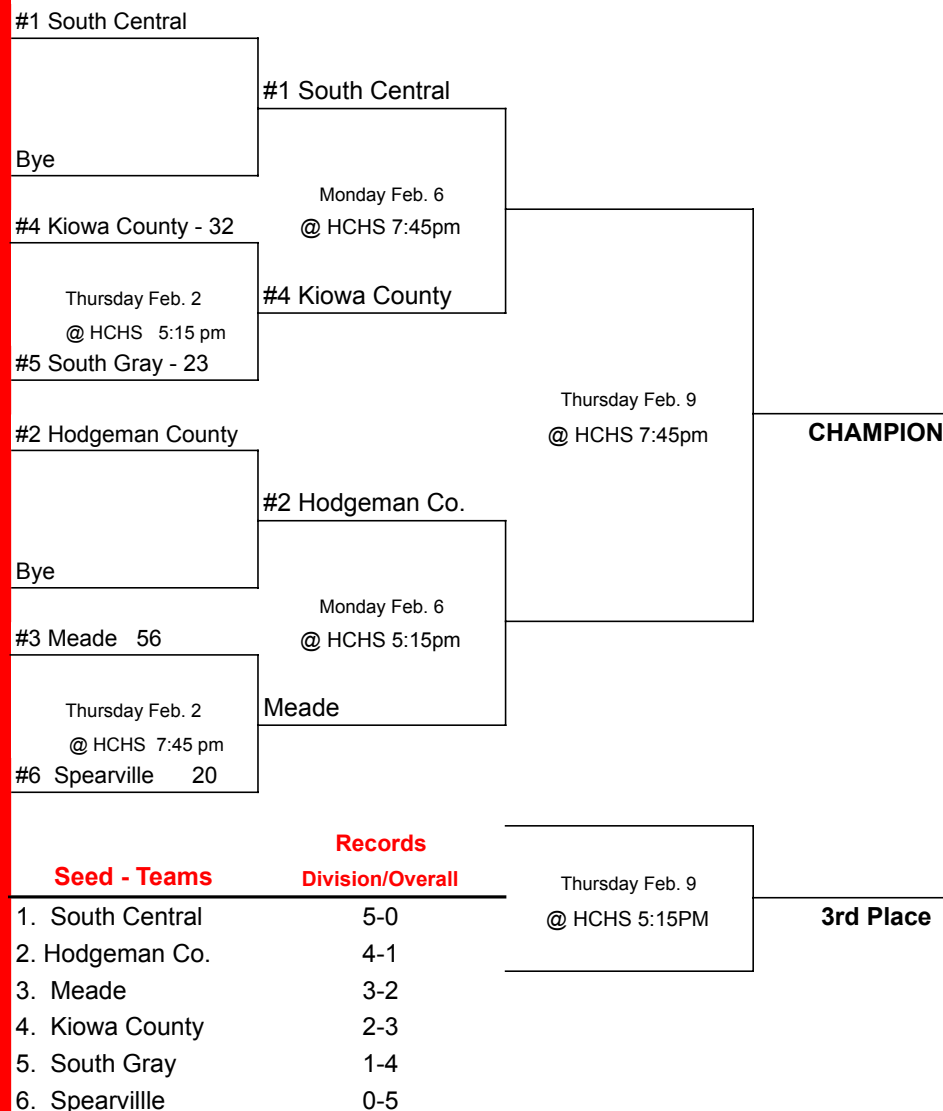 #1 South Central
#1 South Central
Bye
Monday Feb. 6
@ HCHS 7:45pm
#4 Kiowa County - 32
Thursday Feb. 2
@ HCHS 5:15 pm
#4 Kiowa County
#5 South Gray - 23
Thursday Feb. 9
@ HCHS 7:45pm
CHAMPION
#2 Hodgeman County
#2 Hodgeman Co.
Bye
Monday Feb. 6
@ HCHS 5:15pm
#3 Meade 56
Thursday Feb. 2
@ HCHS 7:45 pm
Meade
#6 Spearville 20
Records
Seed - Teams Division/Overall
Thursday Feb. 9
@ HCHS 5:15PM
3rd Place
1. South Central 5-0
2. Hodgeman Co. 4-1
3. Meade 3-2
4. Kiowa County 2-3
5. South Gray 1-4
6. Spearvillle 0-5